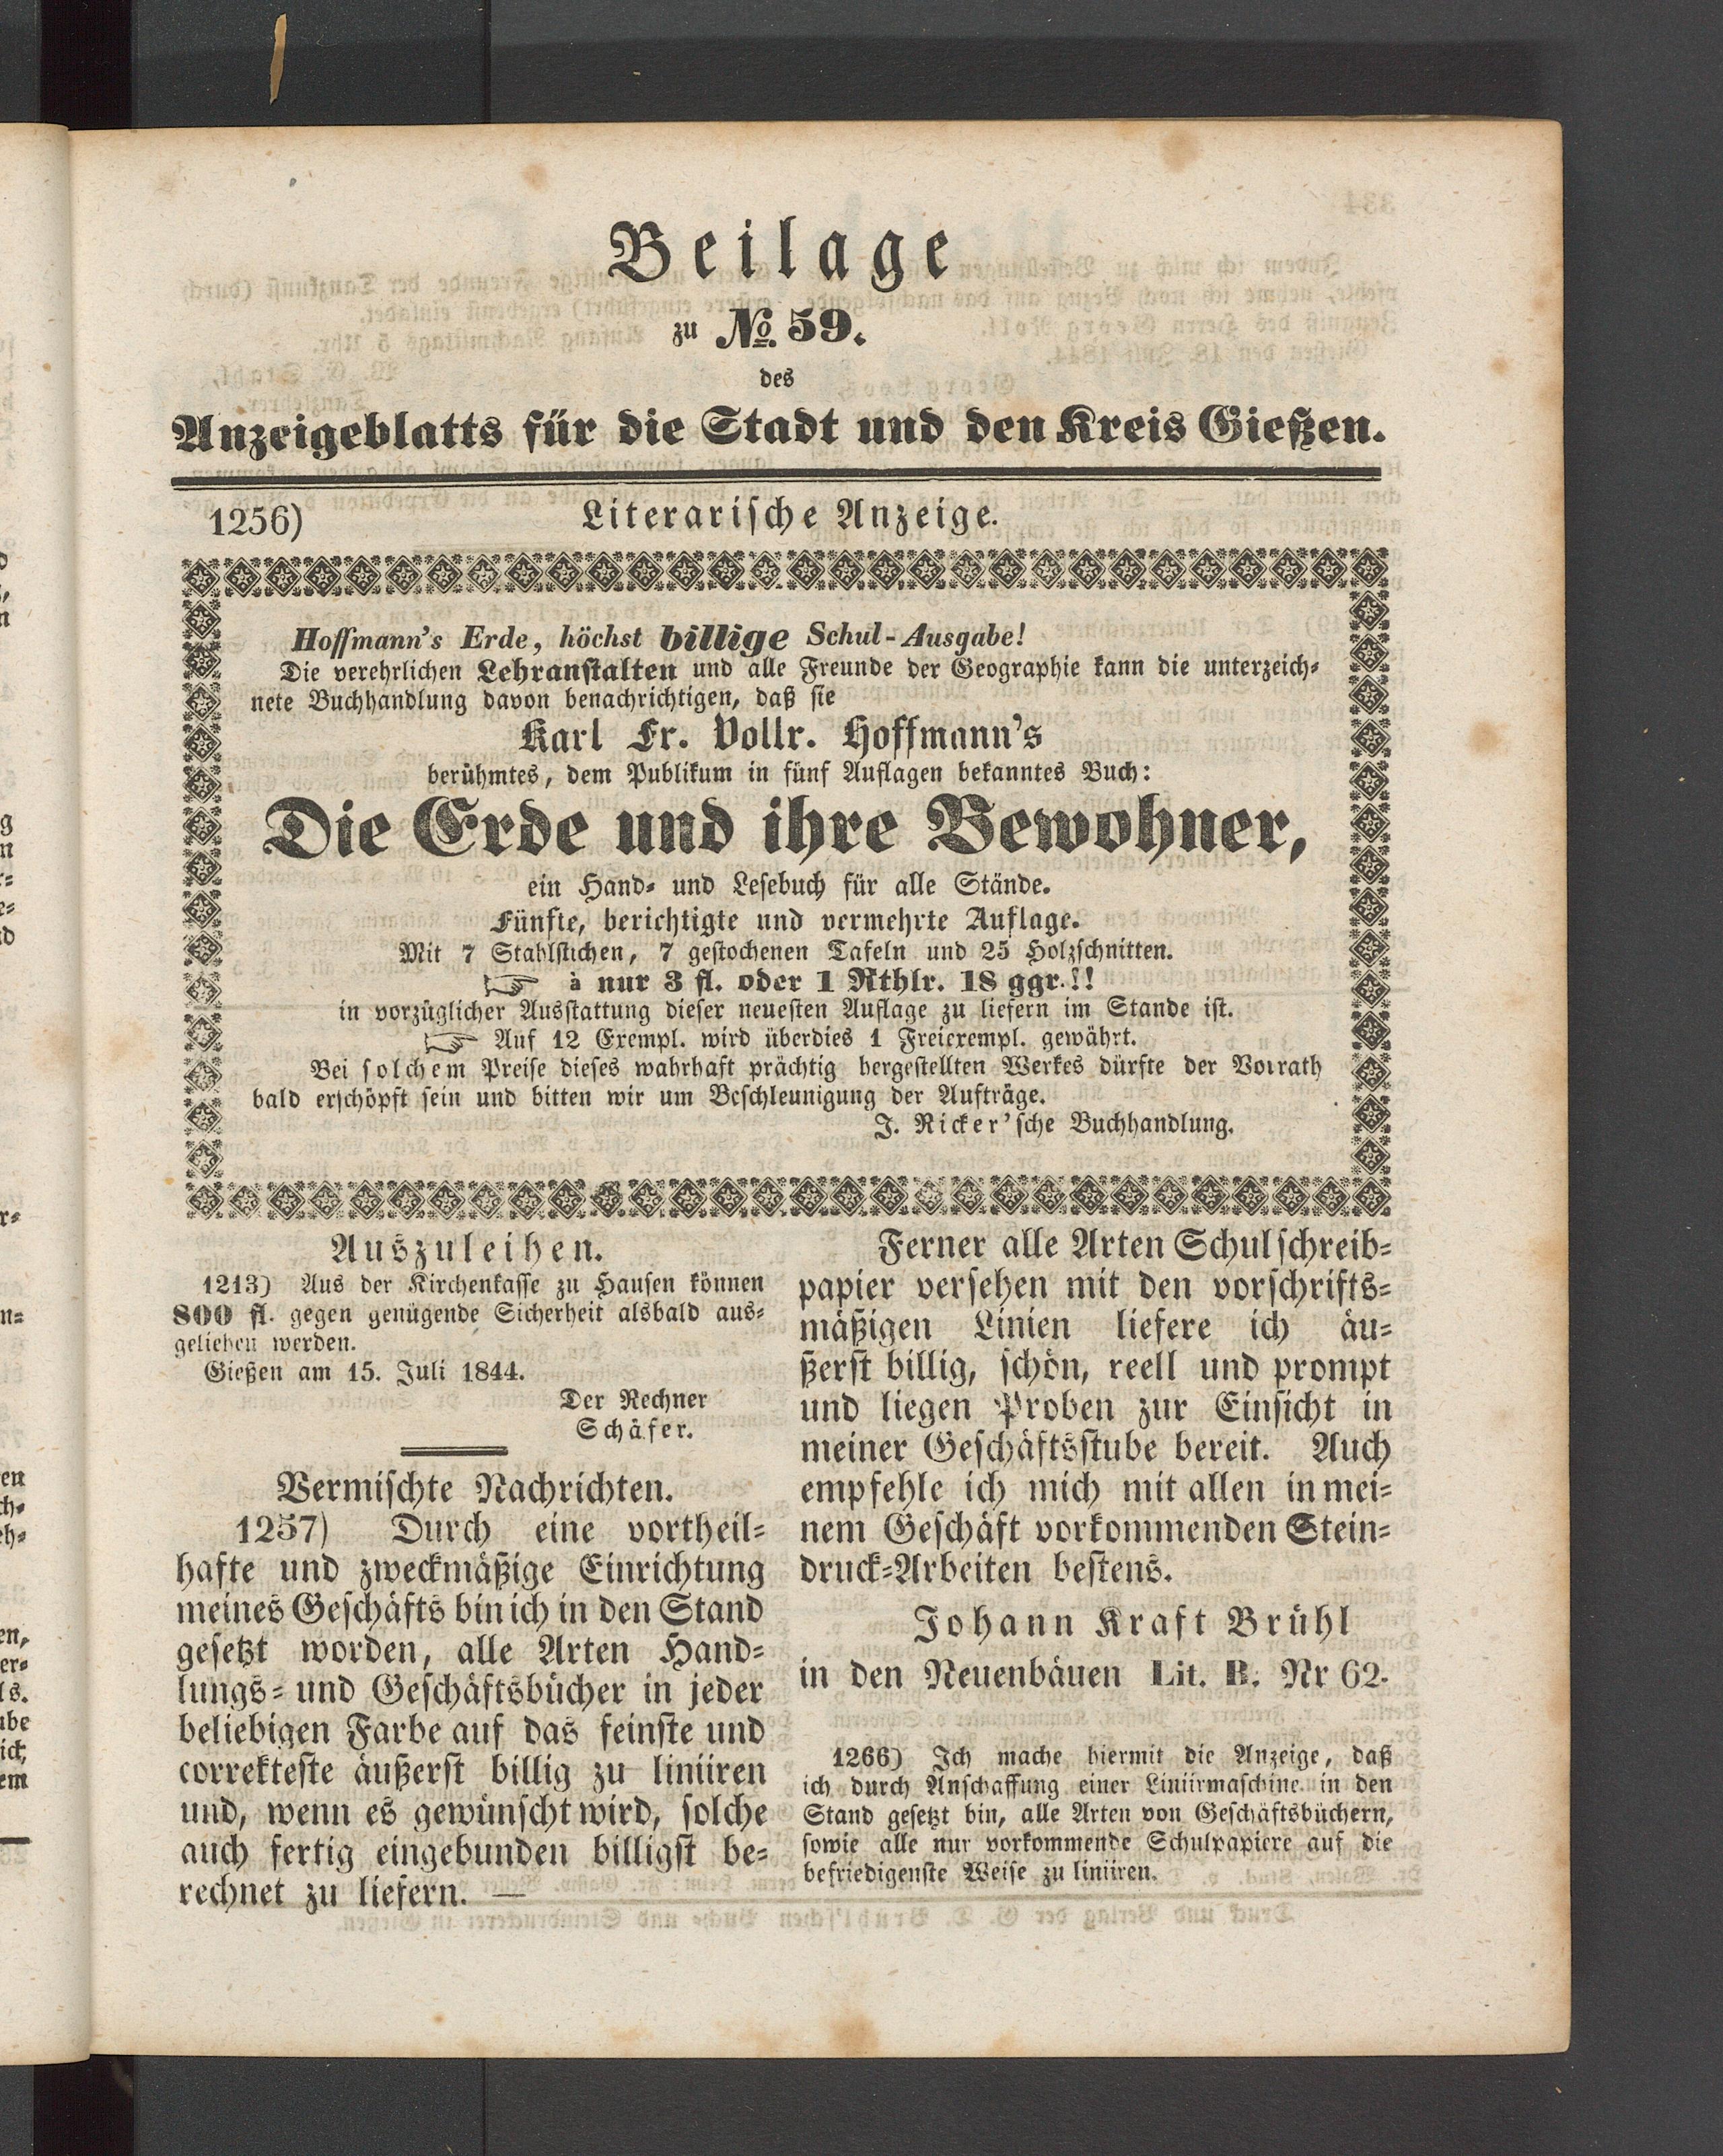 Beilage
zu No. 59.
des
Anzeigeblatts für die Stadt und den Kreis Gießen.
1256) Literarische Anzeige.
Hoffmann's Erde, höchst billige Schul-Ausgabe!
Die verehrlichen Lehranstalten und alle Freunde der Geographie kann die unterzeich-
nete Buchhandlung davon benachrichtigen, daß sie
Karl Fr. Vollr. Hoffmann's
berühmtes, dem Publikum in fünf Auflagen bekanntes Buch:
Die Erde und ihre Bewohner,
ein Hand- und Lesebuch für alle Stände.
Fünfte, berichtigte und vermehrte Auflage.
Mit 7 Stahlstichen, 7 gestochenen Tafeln und 25 Holzschnitten.
☞ à nur 3 fl. oder 1 Rthlr. 18 ggr.!!
in vorzüglicher Ausstattung dieser neuesten Auflage zu liefern im Stande ist.
☞ Auf 12 Exempl. wird überdies 1 Freiexempl. gewährt.
Bei solchem Preise dieses wahrhaft prächtig hergestellten Werkes dürfte der Vorrath
bald erschöpft sein und bitten wir um Beschleunigung der Aufträge.
J. Ricker'sche Buchhandlung.
Auszuleihen.
1213) Aus der Kirchenkasse zu Hausen können
800 fl. gegen genügende Sicherheit alsbald aus-
geliehen werden.
Gießen am 15. Juli 1844.
Der Rechner
Schäfer.
Vermischte Nachrichten.
1257) Durch eine vortheil-
hafte und zweckmäßige Einrichtung
meines Geschäfts bin ich in den Stand
gesetzt worden, alle Arten Hand-
lungs- und Geschäftsbücher in jeder
beliebigen Farbe auf das feinste und
correkteste äußerst billig zu liniiren
und, wenn es gewünscht wird, solche
auch fertig eingebunden billigst be-
rechnet zu liefern. —
Ferner alle Arten Schulschreib-
papier versehen mit den vorschrifts-
mäßigen Linien liefere ich äu-
ßerst billig, schön, reell und prompt
und liegen Proben zur Einsicht in
meiner Geschäftsstube bereit. Auch
empfehle ich mich mit allen in mei-
nem Geschäft vorkommenden Stein-
druck-Arbeiten bestens.
Johann Kraft Brühl
in den Neuenbäuen Lit. B. Nr 62.
1266) Ich mache hiermit die Anzeige, daß
ich durch Anschaffung einer Liniirmaschine in den
Stand gesetzt bin, alle Arten von Geschäftsbüchern,
sowie alle nur vorkommende Schulpapiere auf die
befriedigenste Weise zu liniiren.